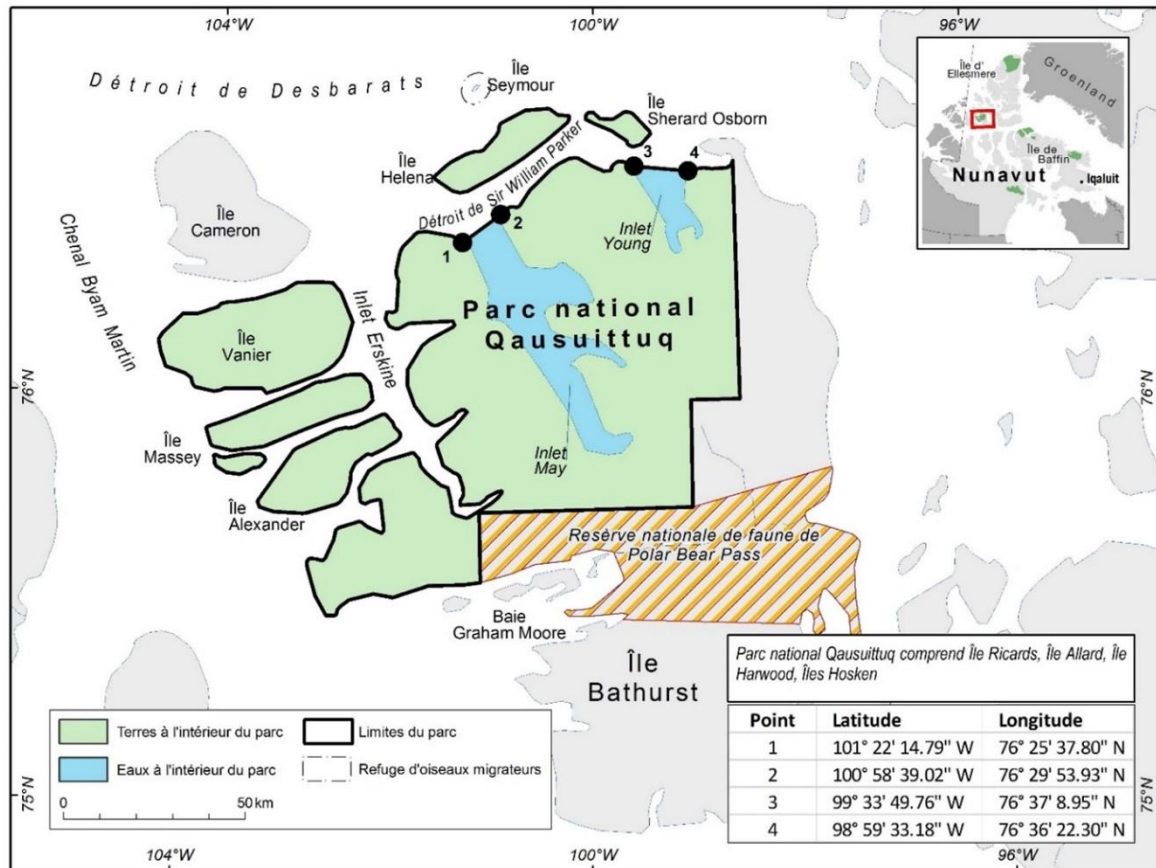 104°W
100°W
96°W
Détroit de Desbarats
Île
Seymour
Île
Sherard Osborn
Île
Helena
Détroit de Sir William Parker
3
4
2
1
Inlet
Young
Île
Cameron
Chenal Byam Martin
Île
Vanier
Inlet Erskine
Parc national
Qausuittuq
76°N
76°N
Île
Massey
Inlet
May
Île
Alexander
Reserve nationale de faune de
Polar Bear Pass
Baie
Graham Moore
Île
Bathurst
Île d'
Ellesmere
Groenland
Île de
Baffin
Nunavut
Iqaluit
Parc national Qausuittuq comprend Île Ricards, Île Allard, Île
Harwood, Îles Hosken
Point Latitude Longitude
1 101° 22' 14.79" W 76° 25' 37.80" N
2 100° 58' 39.02" W 76° 29' 53.93" N
3 99° 33' 49.76" W 76° 37' 8.95" N
4 98° 59' 33.18" W 76° 36' 22.30" N
Terres à l'intérieur du parc
Limites du parc
Eaux à l'intérieur du parc
Refuge d'oiseaux migrateurs
0 50 km
75°N
75°N
104°W
100°W
96°W